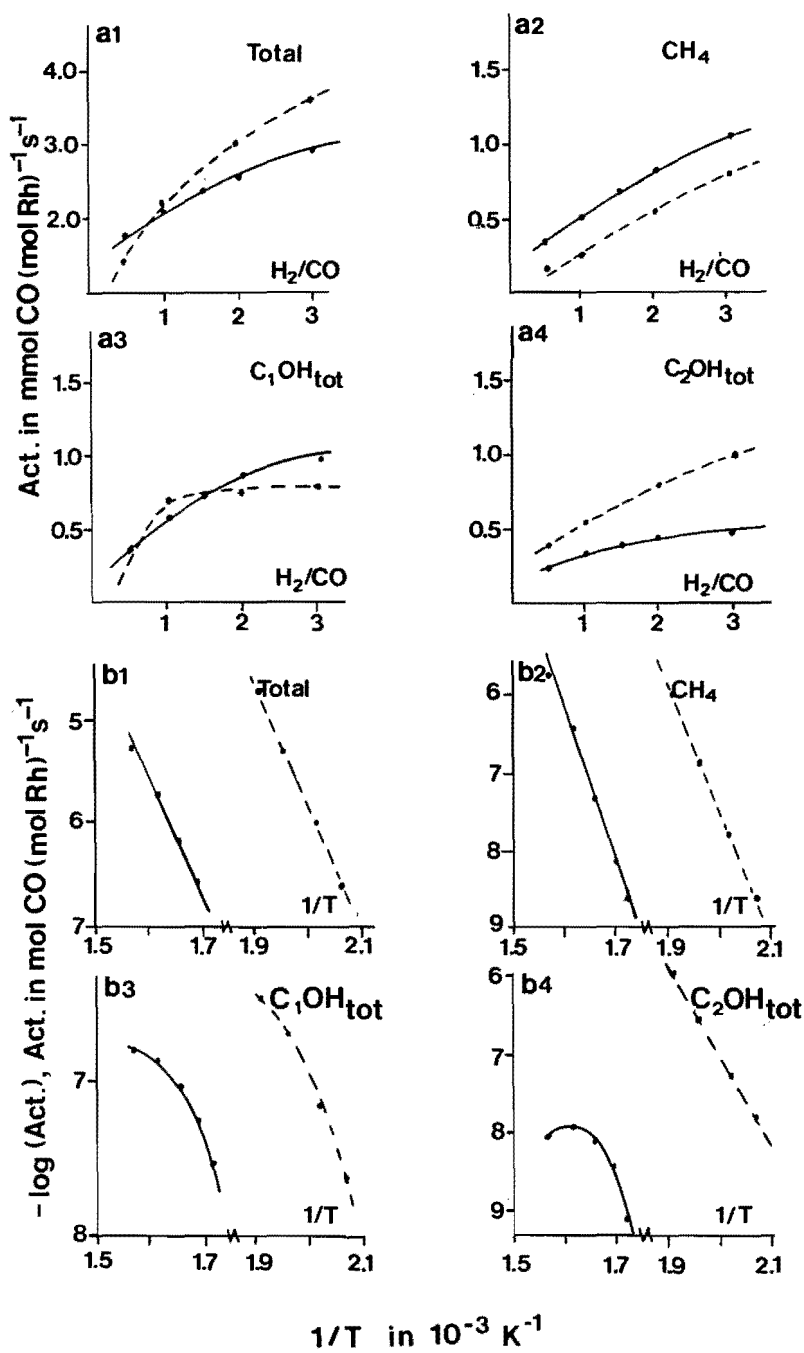 Act. in mmol CO (mol Rh)⁻¹s⁻¹
a1
Total
4.0
3.0
2.0
H₂/CO
1 2 3
a2
CH₄
1.5
1.0
0.5
H₂/CO
1 2 3
a3
C₁OHtot
1.5
1.0
0.5
H₂/CO
1 2 3
a4
C₂OHtot
1.5
1.0
0.5
H₂/CO
1 2 3
-log (Act.), Act. in mol CO (mol Rh)⁻¹s⁻¹
b1
Total
5
6
7
1/T
1.5 1.7 1.9 2.1
b2
CH₄
6
7
8
9
1/T
1.5 1.7 1.9 2.1
b3
C₁OHtot
7
8
1/T
1.5 1.7 1.9 2.1
b4
C₂OHtot
6
7
8
9
1/T
1.5 1.7 1.9 2.1
1/T in 10⁻³ K⁻¹